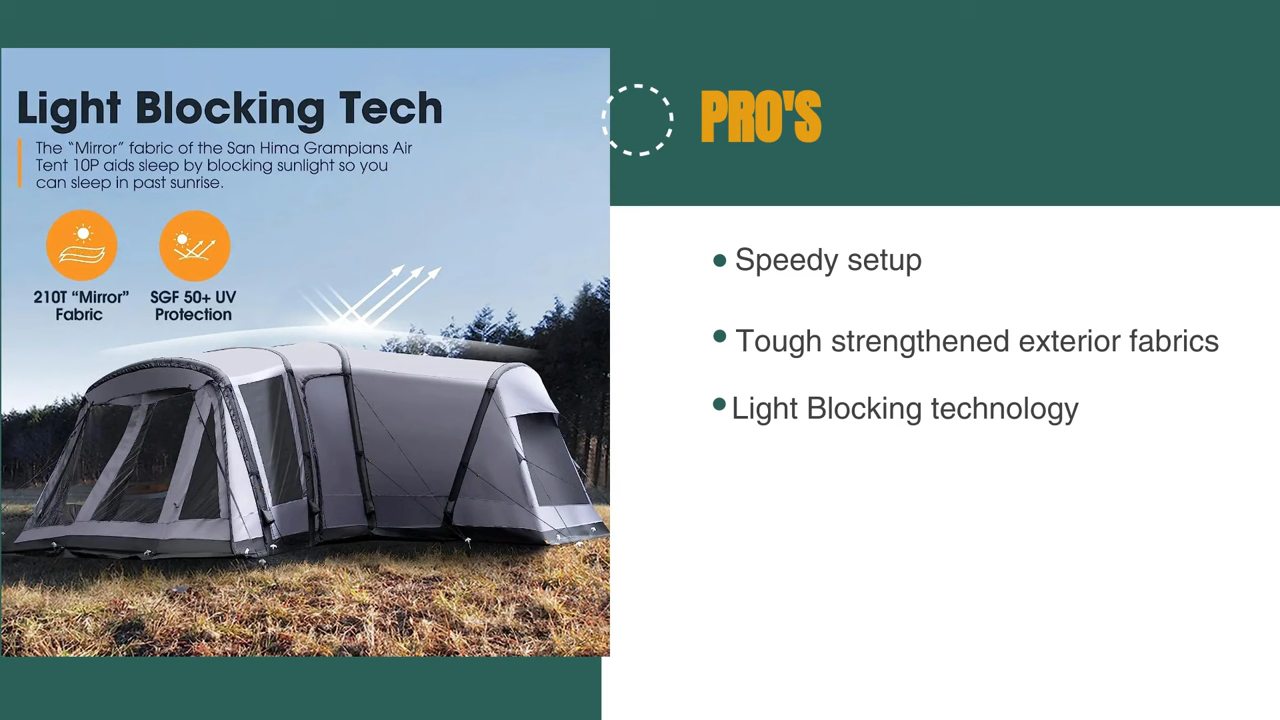 Light Blocking Tech
The “Mirror” fabric of the San Hima Grampians Air
Tent 10P aids sleep by blocking sunlight so you
can sleep in past sunrise.
210T “Mirror”
Fabric
SGF 50+ UV
Protection
PRO'S
• Speedy setup
• Tough strengthened exterior fabrics
• Light Blocking technology